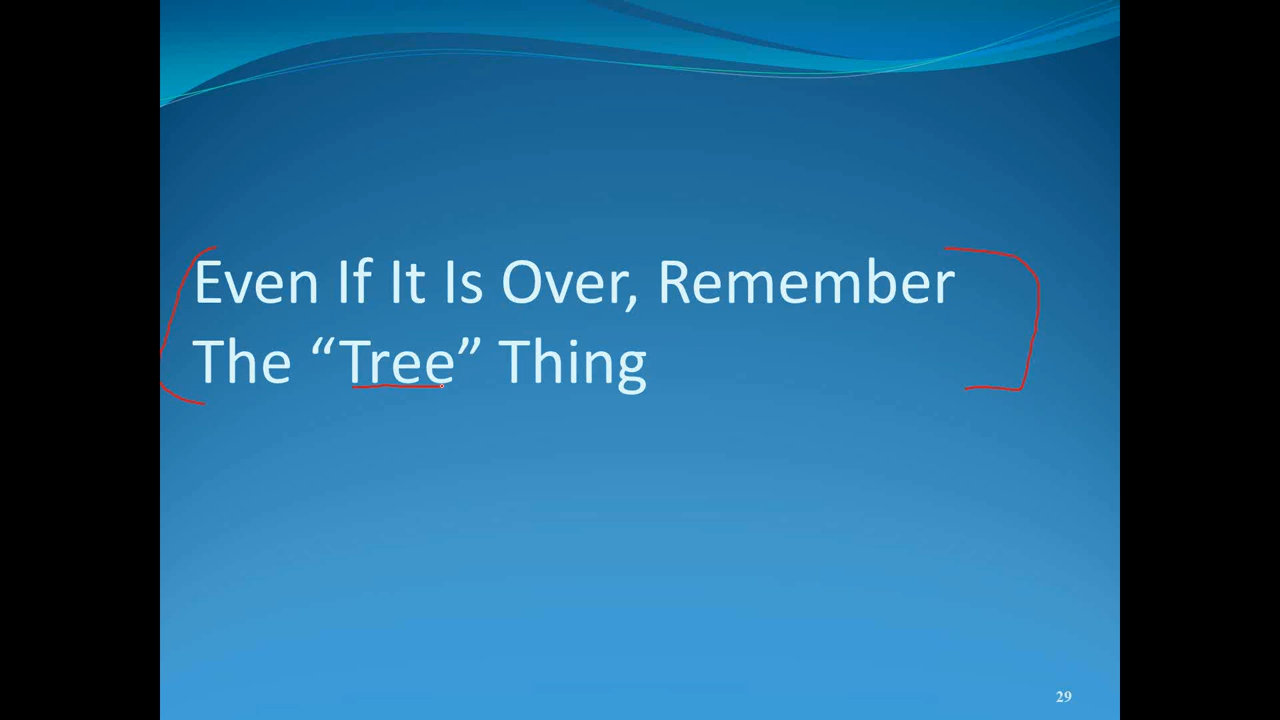 Even If It Is Over, Remember
The “Tree” Thing
29